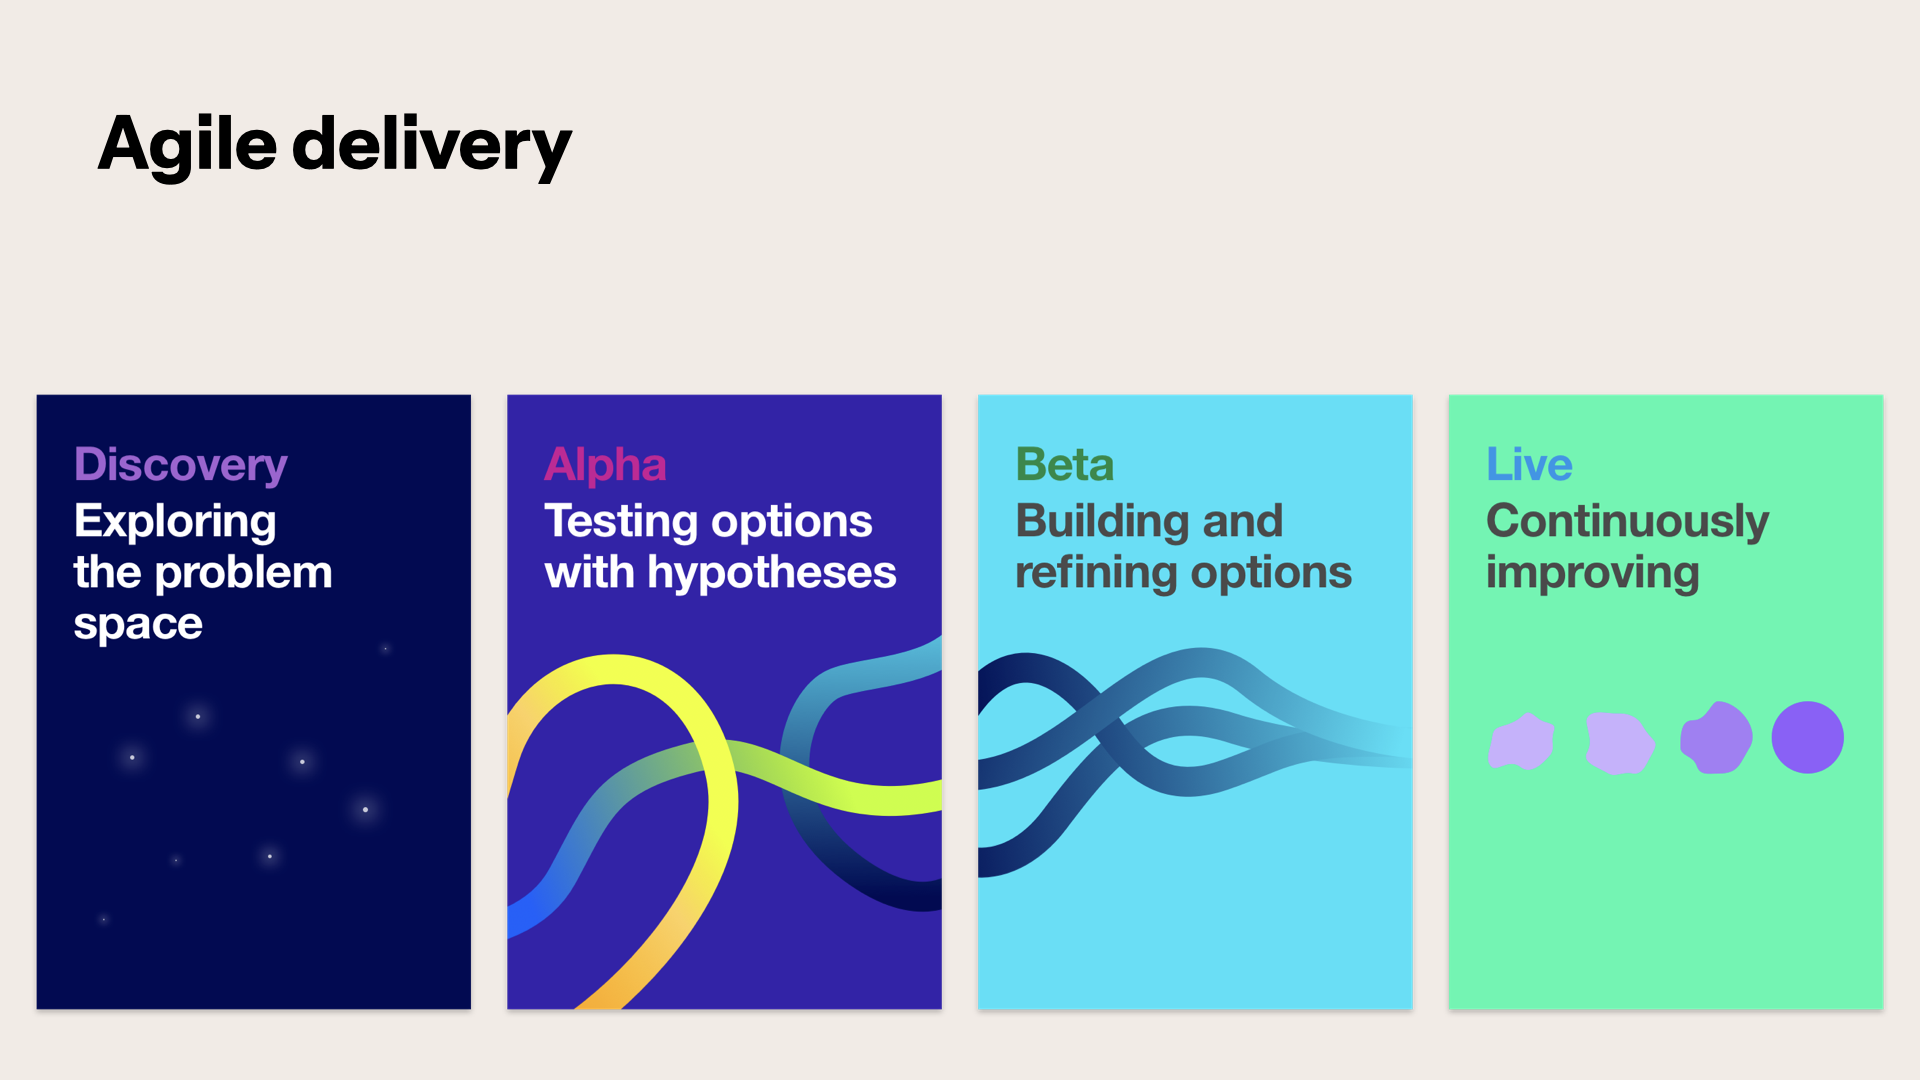 Agile delivery
Discovery
Exploring
the problem
space
Alpha
Testing options
with hypotheses
Beta
Building and
refining options
Live
Continuously
improving